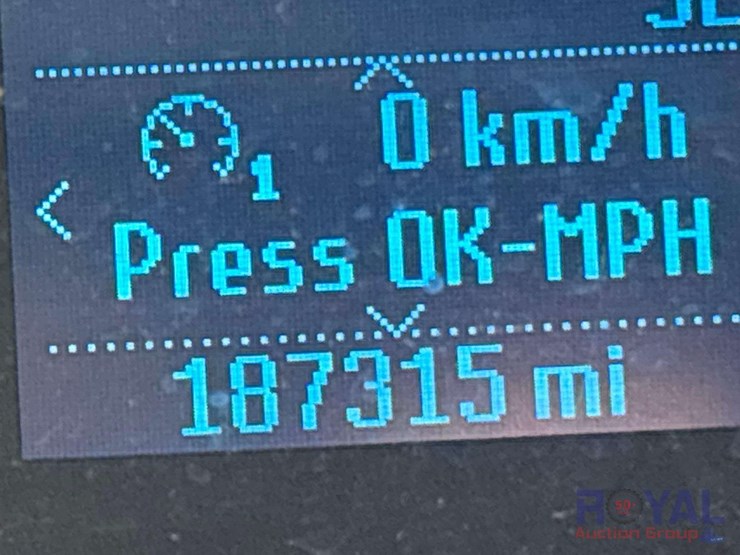 0 km/h
1
Press OK-MPH
187315 mi
ROYAL
Auction Group